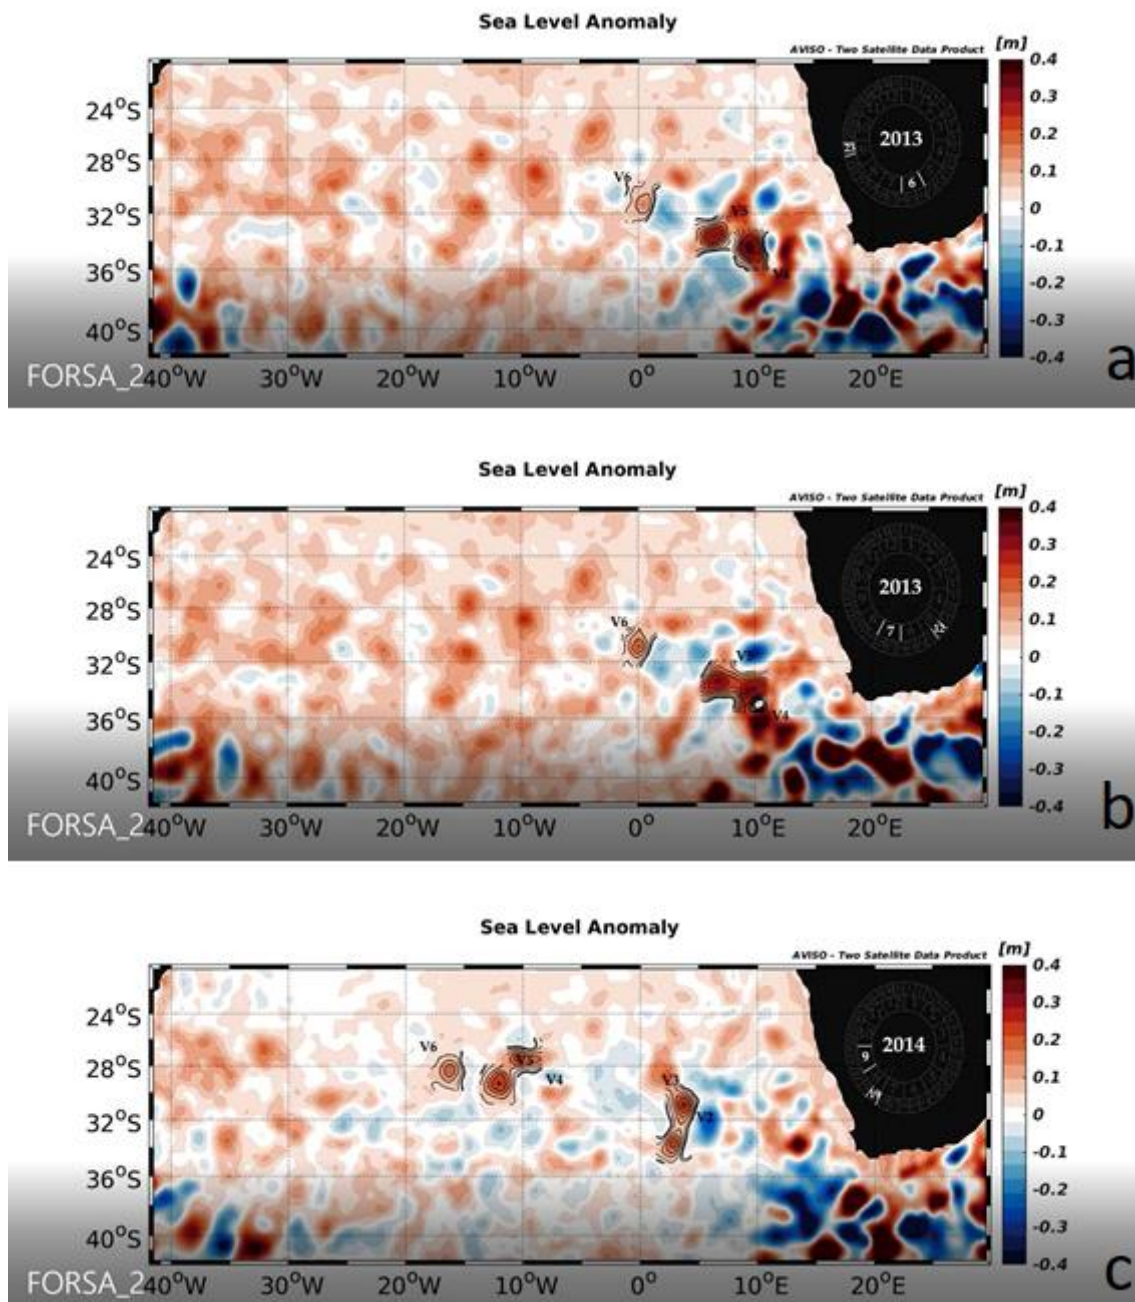 Sea Level Anomaly
AVISO - Two Satellite Data Product [m]
24°S
28°S
32°S
36°S
40°S
V6
V5
V4
2013
6
0.4
0.3
0.2
0.1
0
-0.1
-0.2
-0.3
-0.4
FORSA_2 40°W 30°W 20°W 10°W 0° 10°E 20°E
a
Sea Level Anomaly
AVISO - Two Satellite Data Product [m]
24°S
28°S
32°S
36°S
40°S
V6
V4
2013
7
0.4
0.3
0.2
0.1
0
-0.1
-0.2
-0.3
-0.4
FORSA_2 40°W 30°W 20°W 10°W 0° 10°E 20°E
b
Sea Level Anomaly
AVISO - Two Satellite Data Product [m]
24°S
28°S
32°S
36°S
40°S
V6
V5
V4
V3
V2
2014
9
0.4
0.3
0.2
0.1
0
-0.1
-0.2
-0.3
-0.4
FORSA_2 40°W 30°W 20°W 10°W 0° 10°E 20°E
c